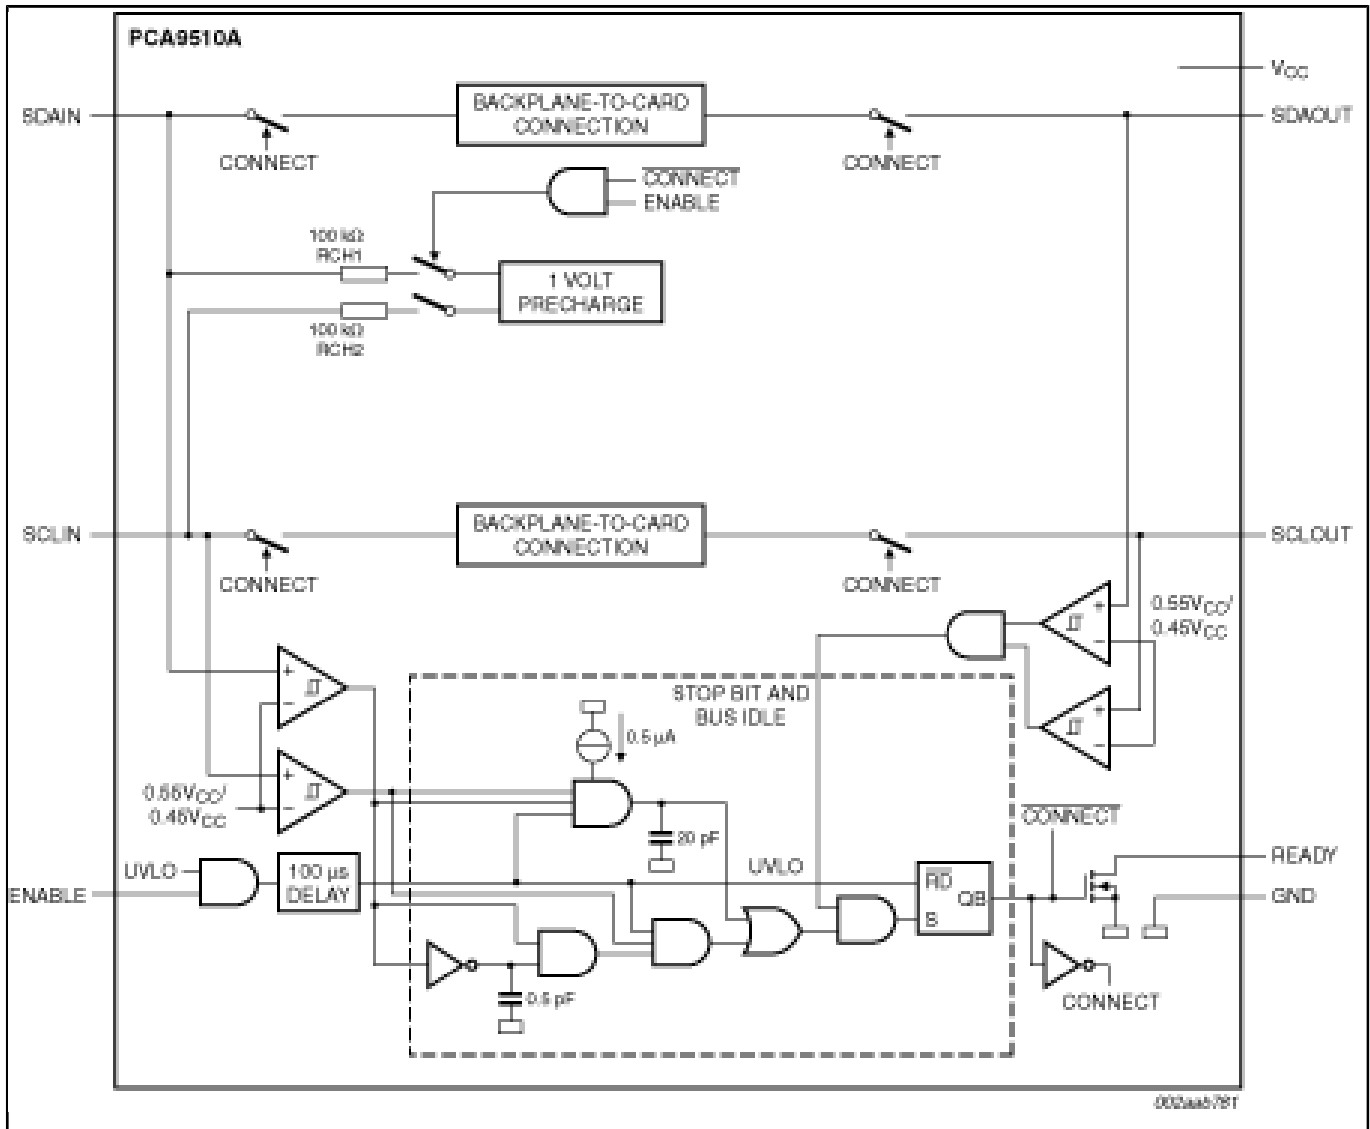 PCA9510A
VCC
SDAIN
BACKPLANE-TO-CARD
CONNECTION
SDAOUT
CONNECT
CONNECT
CONNECT
ENABLE
100 kΩ
RCH1
1 VOLT
PRECHARGE
100 kΩ
RCH2
SCLIN
BACKPLANE-TO-CARD
CONNECTION
SCLOUT
CONNECT
CONNECT
0.55VCC/
0.45VCC
STOP BIT AND
BUS IDLE
0.5 µA
0.55VCC/
0.45VCC
20 pF
CONNECT
UVLO
100 µs
DELAY
UVLO
RD
QB
S
READY
ENABLE
GND
0.5 pF
CONNECT
002aab781